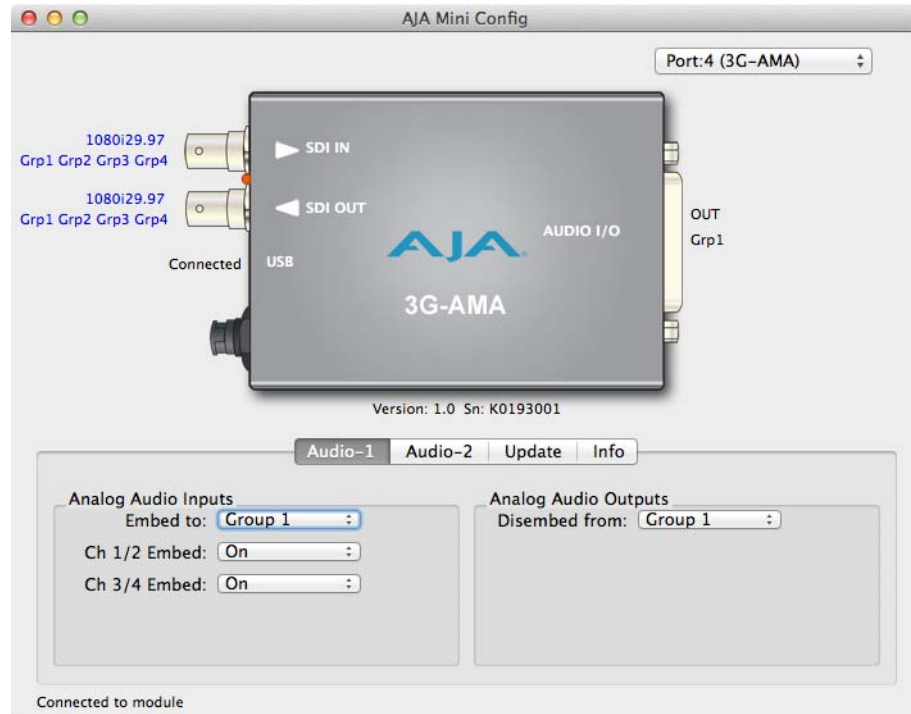 AJA Mini Config
Port:4 (3G-AMA)
1080i29.97
Grp1 Grp2 Grp3 Grp4
SDI IN
1080i29.97
Grp1 Grp2 Grp3 Grp4
SDI OUT
AUDIO I/O
OUT
Grp1
Connected
USB
AJA
3G-AMA
Version: 1.0 Sn: K0193001
Audio-1
Audio-2
Update
Info
Analog Audio Inputs
Embed to: Group 1
Ch 1/2 Embed: On
Ch 3/4 Embed: On
Analog Audio Outputs
Disembed from: Group 1
Connected to module